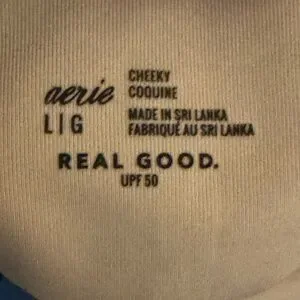 aerie
L | G
CHEEKY
COQUINE
MADE IN SRI LANKA
FABRIQUÉ AU SRI LANKA
REAL GOOD.
UPF 50